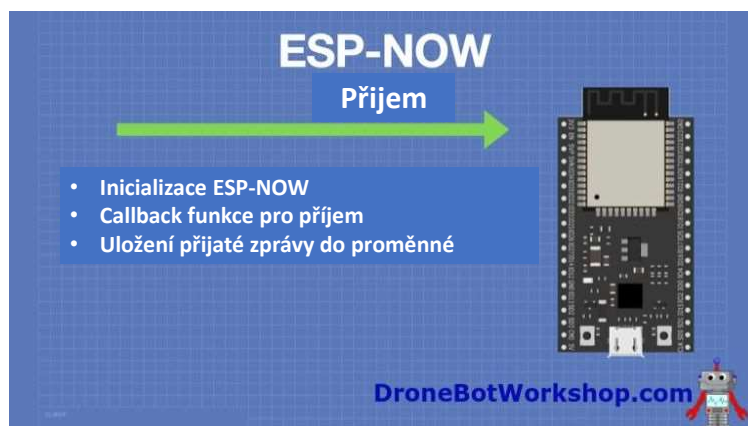 ESP-NOW
Přijem
• Inicializace ESP-NOW
• Callback funkce pro příjem
• Uložení přijaté zprávy do proměnné
DroneBotWorkshop.com